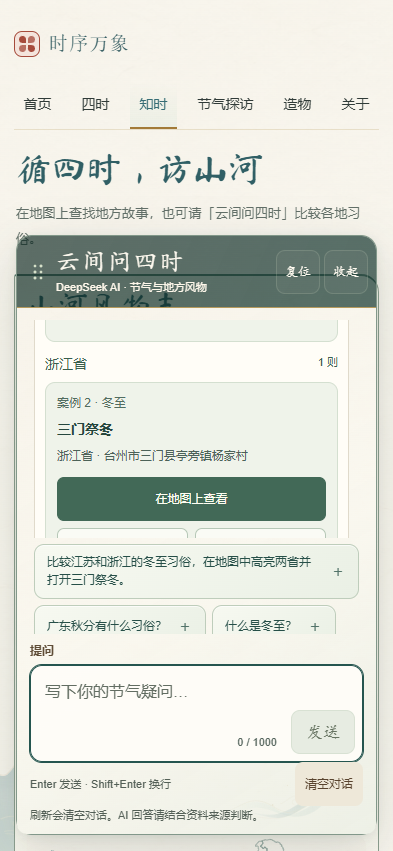 时序万象
首页 四时 知时 节气探访 造物 关于
循四时，访山河
在地图上查找地方故事，也可请「云间问四时」比较各地习
俗。
云间问四时
DeepSeek AI · 节气与地方风物
复位 收起
浙江省 1 则
案例 2 · 冬至
三门祭冬
浙江省 · 台州市三门县亭旁镇杨家村
在地图上查看
比较江苏和浙江的冬至习俗，在地图中高亮两省并
打开三门祭冬。 +
广东秋分有什么习俗？ + 什么是冬至？ +
提问
写下你的节气疑问…
0 / 1000 发送
Enter 发送 · Shift+Enter 换行 清空对话
刷新会清空对话。AI 回答请结合资料来源判断。